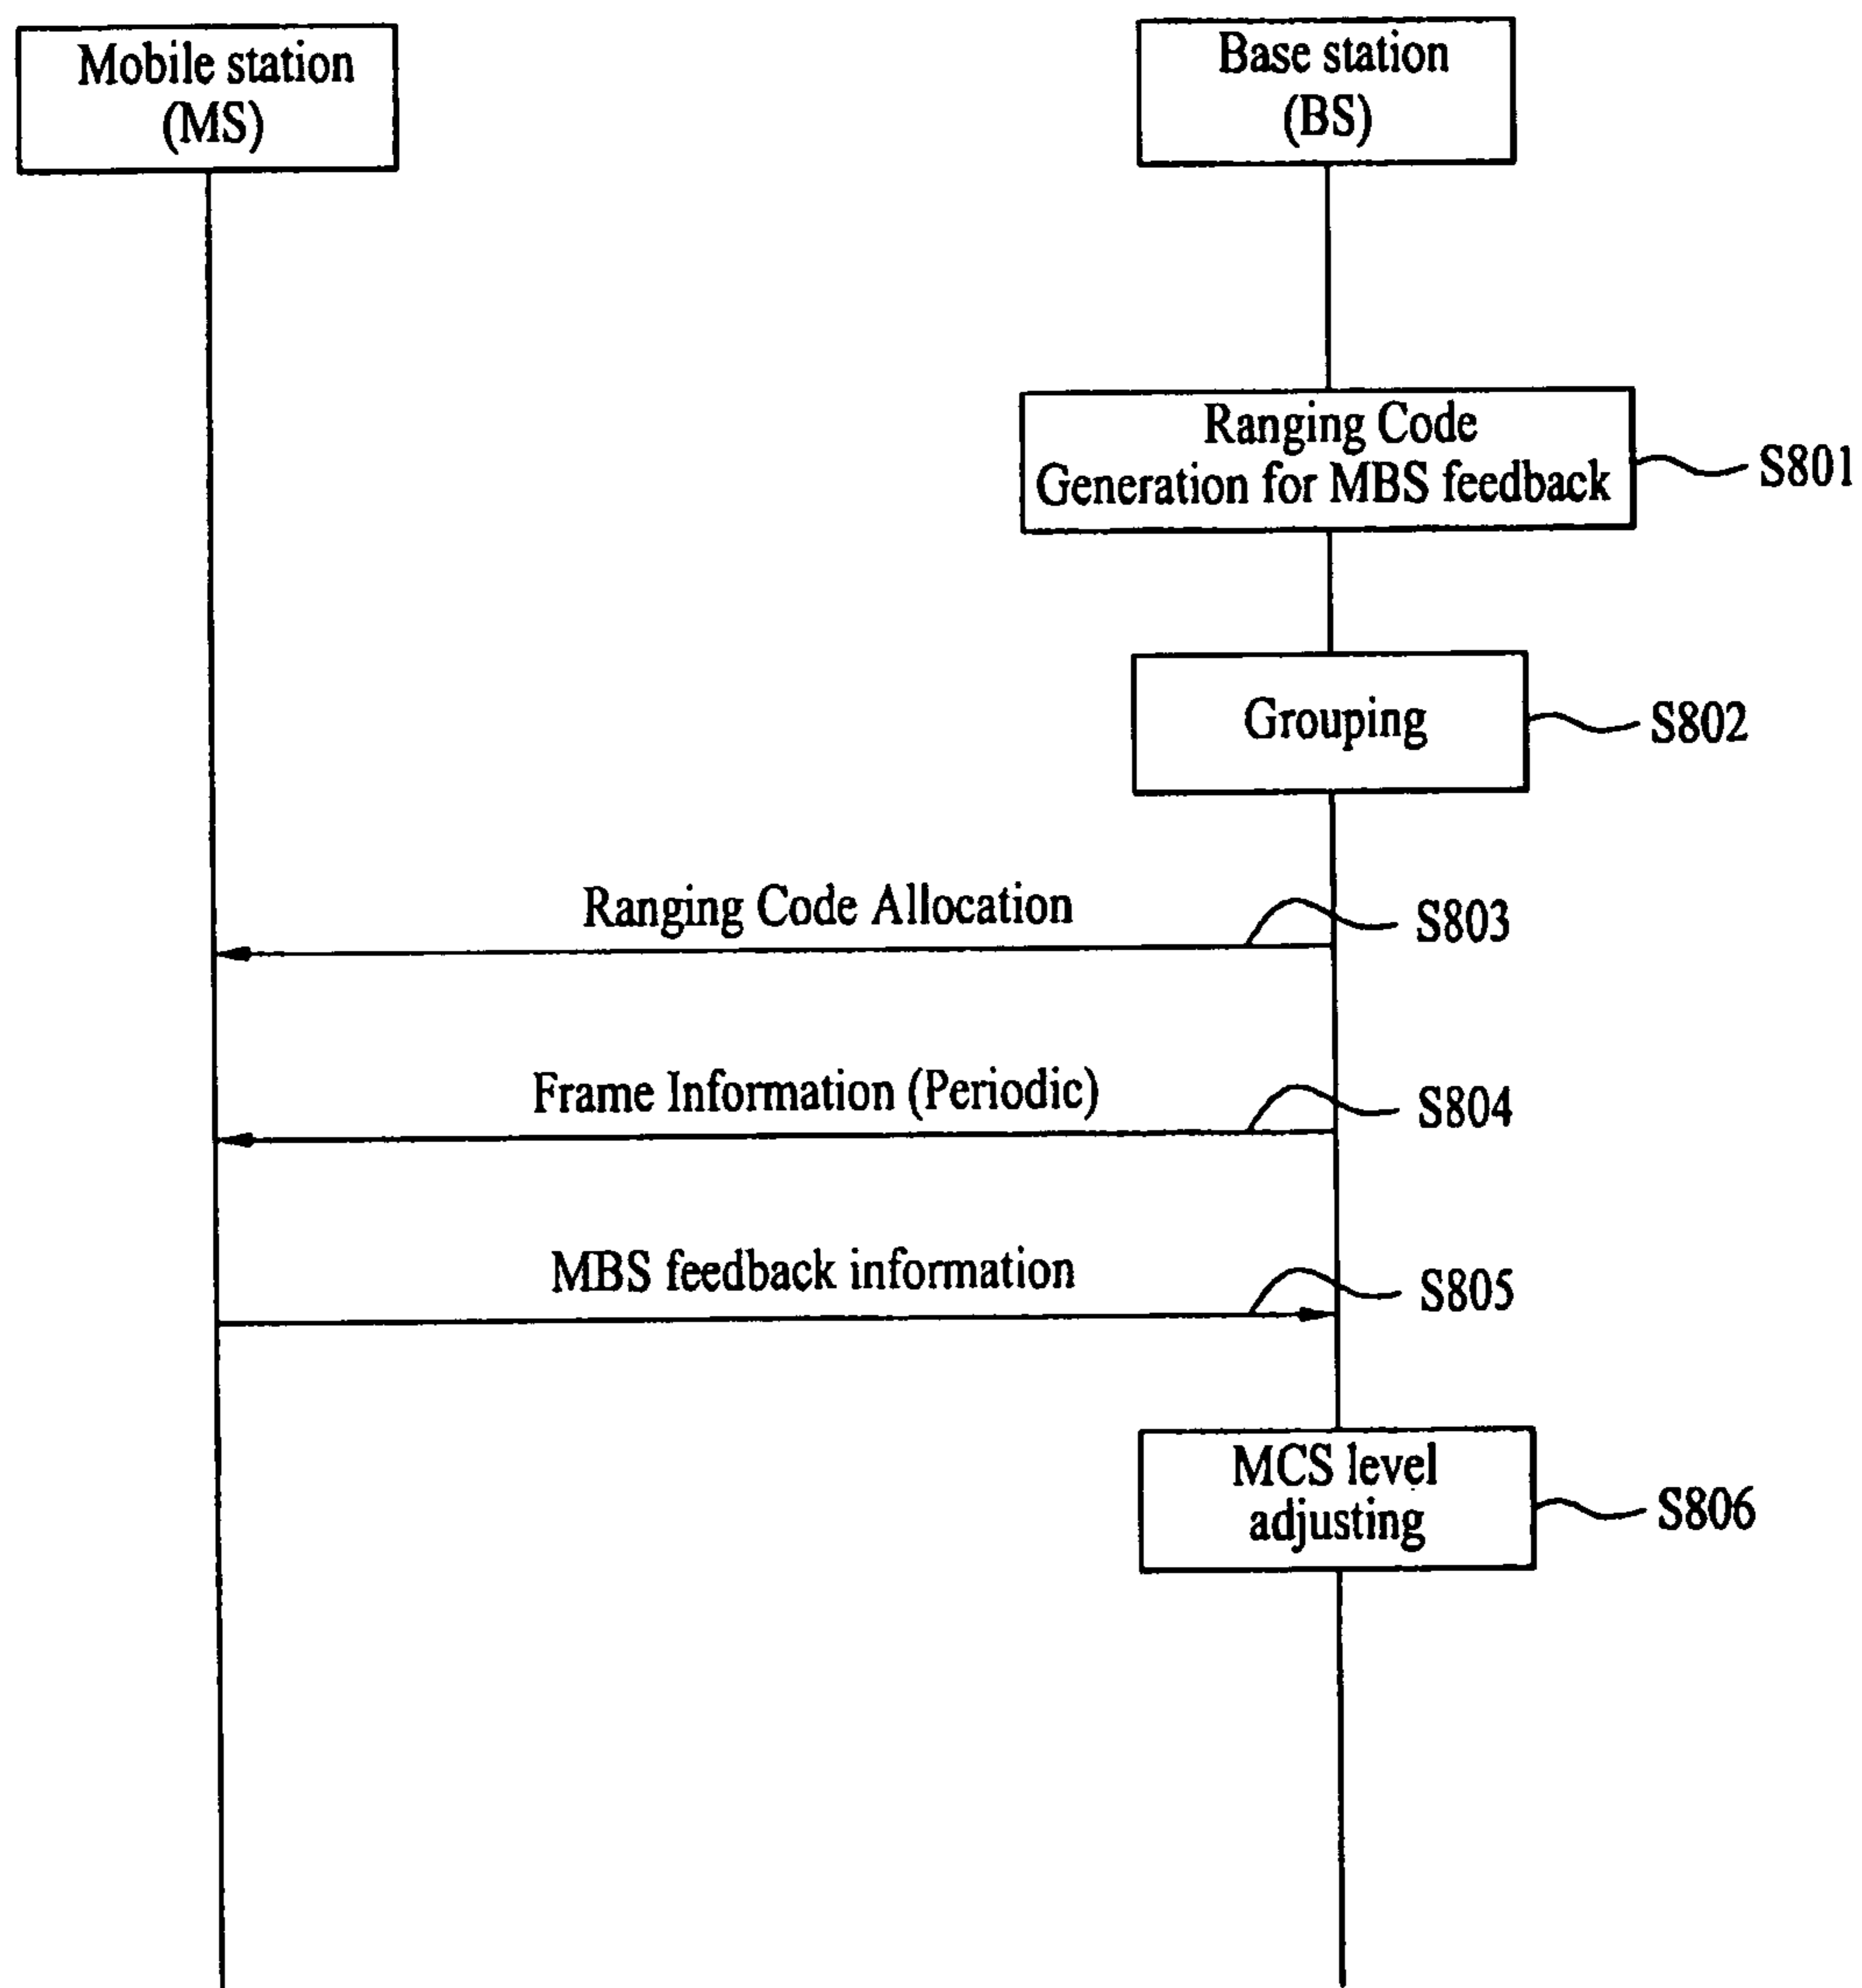 Mobile station
(MS)
Base station
(BS)
Ranging Code
Generation for MBS feedback
S801
Grouping
S802
Ranging Code Allocation
S803
Frame Information (Periodic)
S804
MBS feedback information
S805
MCS level
adjusting
S806